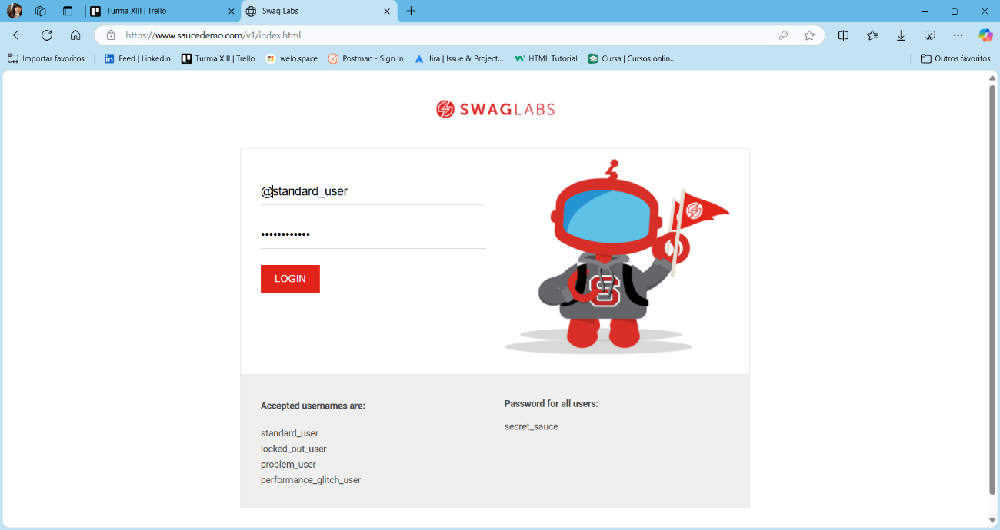 Turma XIII | Trello
Swag Labs
https://www.saucedemo.com/v1/index.html
Importar favoritos
Feed | LinkedIn
Turma XIII | Trello
welo.space
Postman - Sign In
Jira | Issue & Project...
HTML Tutorial
Cursa | Cursos onlin...
Outros favoritos
SWAGLABS
@standard_user
••••••••••••
LOGIN
S
Accepted usernames are:
standard_user
locked_out_user
problem_user
performance_glitch_user
Password for all users:
secret_sauce